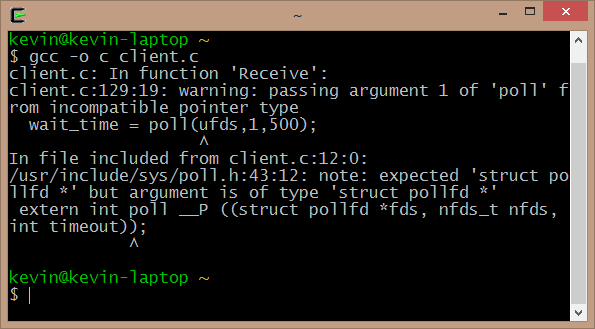 ~
kevin@kevin-laptop ~
$ gcc -o c client.c
client.c: In function 'Receive':
client.c:129:19: warning: passing argument 1 of 'poll' f
rom incompatible pointer type
  wait_time = poll(ufds,1,500);
                   ^
In file included from client.c:12:0:
/usr/include/sys/poll.h:43:12: note: expected 'struct po
llfd *' but argument is of type 'struct pollfd *'
 extern int poll __P ((struct pollfd *fds, nfds_t nfds,
int timeout));
            ^
kevin@kevin-laptop ~
$